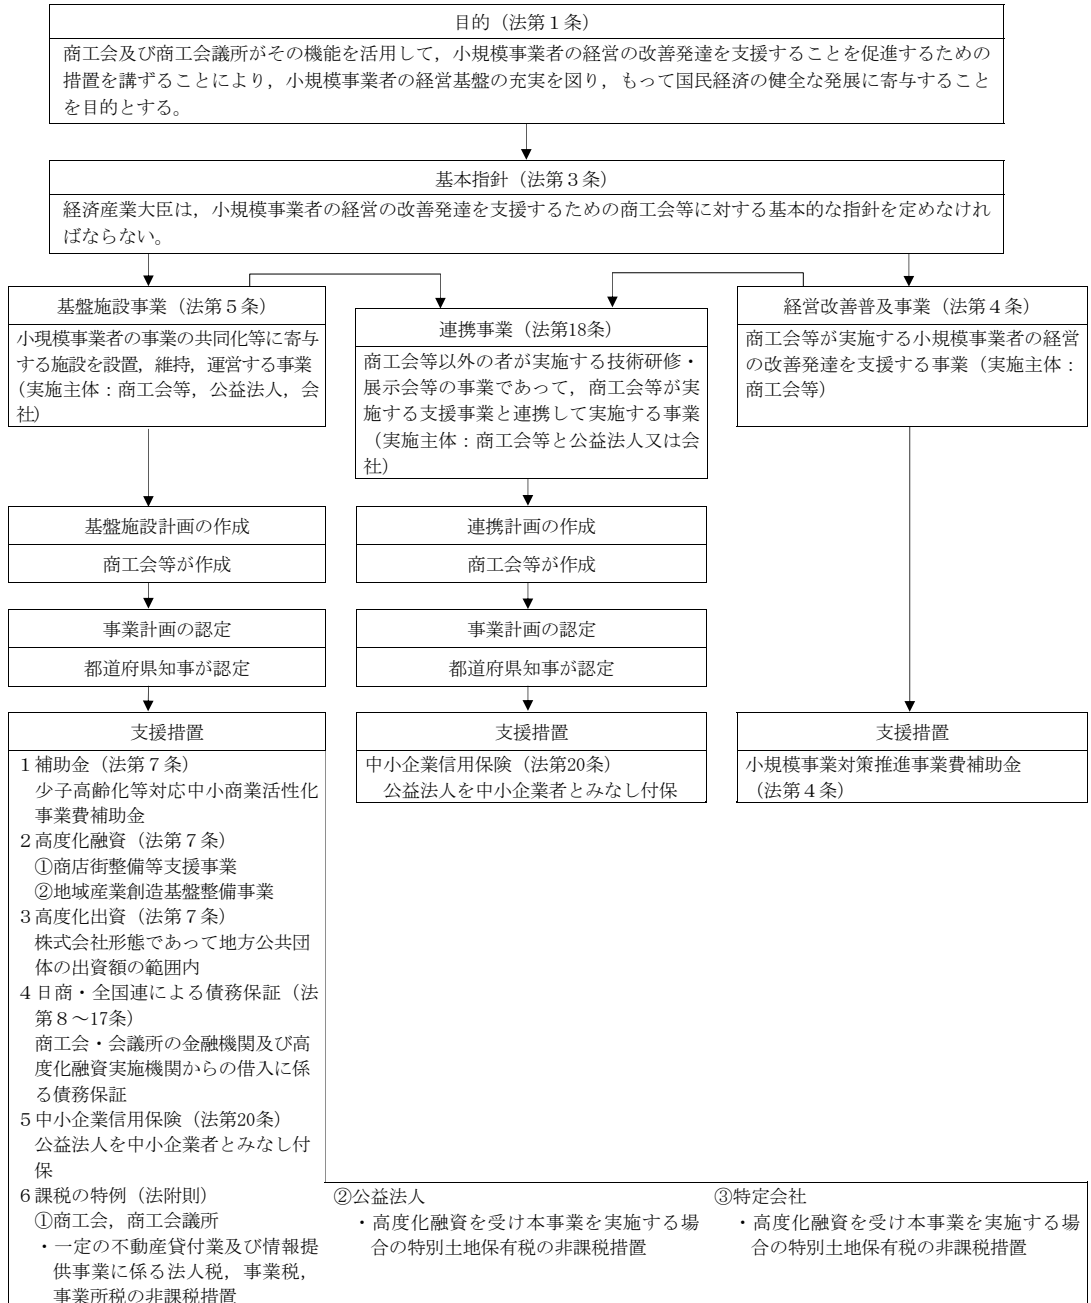 目的（法第１条）
商工会及び商工会議所がその機能を活用して，小規模事業者の経営の改善発達を支援することを促進するための
措置を講ずることにより，小規模事業者の経営基盤の充実を図り，もって国民経済の健全な発展に寄与すること
を目的とする。
基本指針（法第３条）
経済産業大臣は，小規模事業者の経営の改善発達を支援するための商工会等に対する基本的な指針を定めなけれ
ばならない。
基盤施設事業（法第５条）
小規模事業者の事業の共同化等に寄与
する施設を設置，維持，運営する事業
（実施主体：商工会等，公益法人，会
社）
連携事業（法第18条）
商工会等以外の者が実施する技術研修・
展示会等の事業であって，商工会等が実
施する支援事業と連携して実施する事業
（実施主体：商工会等と公益法人又は会
社）
経営改善普及事業（法第４条）
商工会等が実施する小規模事業者の経営
の改善発達を支援する事業（実施主体：
商工会等）
基盤施設計画の作成
商工会等が作成
連携計画の作成
商工会等が作成
事業計画の認定
都道府県知事が認定
事業計画の認定
都道府県知事が認定
支援措置
１補助金（法第７条）
少子高齢化等対応中小商業活性化
事業費補助金
２高度化融資（法第７条）
①商店街整備等支援事業
②地域産業創造基盤整備事業
３高度化出資（法第７条）
株式会社形態であって地方公共団
体の出資額の範囲内
４日商・全国連による債務保証（法
第８～17条）
商工会・会議所の金融機関及び高
度化融資実施機関からの借入に係
る債務保証
５中小企業信用保険（法第20条）
公益法人を中小企業者とみなし付
保
６課税の特例（法附則）
①商工会，商工会議所
・一定の不動産貸付業及び情報提
供事業に係る法人税，事業税，
事業所税の非課税措置
支援措置
中小企業信用保険（法第20条）
公益法人を中小企業者とみなし付保
支援措置
小規模事業対策推進事業費補助金
（法第４条）
②公益法人
・高度化融資を受け本事業を実施する場
合の特別土地保有税の非課税措置
③特定会社
・高度化融資を受け本事業を実施する場
合の特別土地保有税の非課税措置